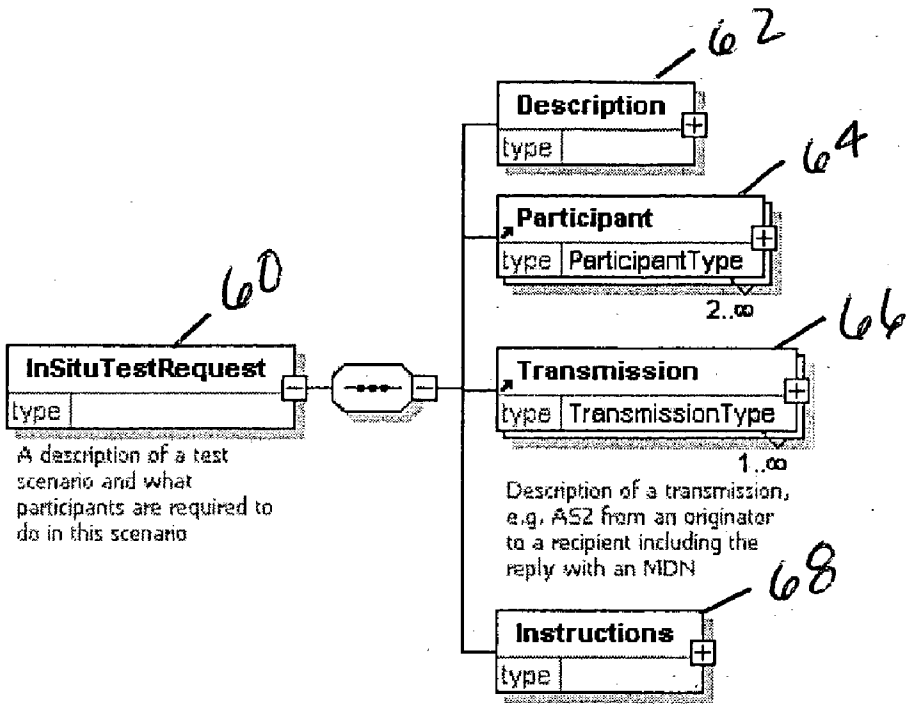 62
Description
type
64
Participant
type ParticipantType
2..∞
60
InSituTestRequest
type
A description of a test
scenario and what
participants are required to
do in this scenario
66
Transmission
type TransmissionType
1..∞
Description of a transmission,
e.g. AS2 from an originator
to a recipient including the
reply with an MDN
68
Instructions
type